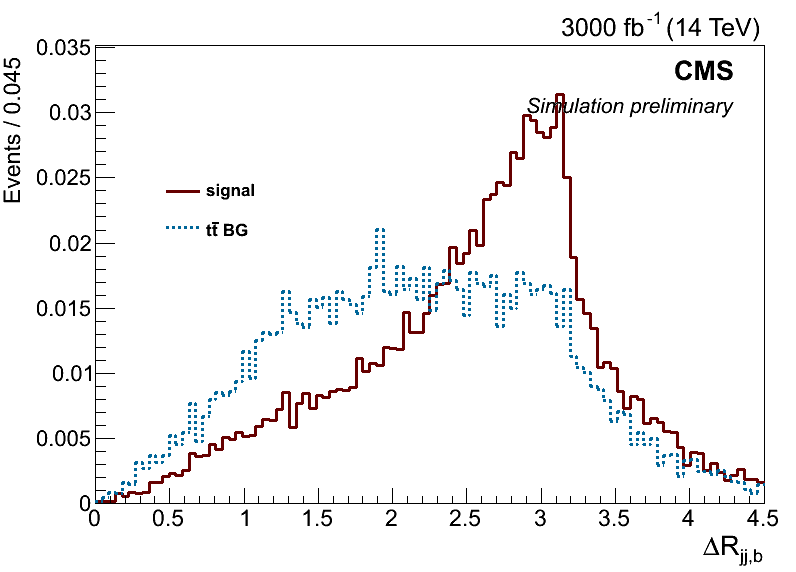 3000 fb⁻¹ (14 TeV)
CMS
Simulation preliminary
Events / 0.045
0.035
0.03
0.025
0.02
0.015
0.01
0.005
0
signal
tt̄ BG
0 0.5 1 1.5 2 2.5 3 3.5 4 4.5
ΔR_jj,b